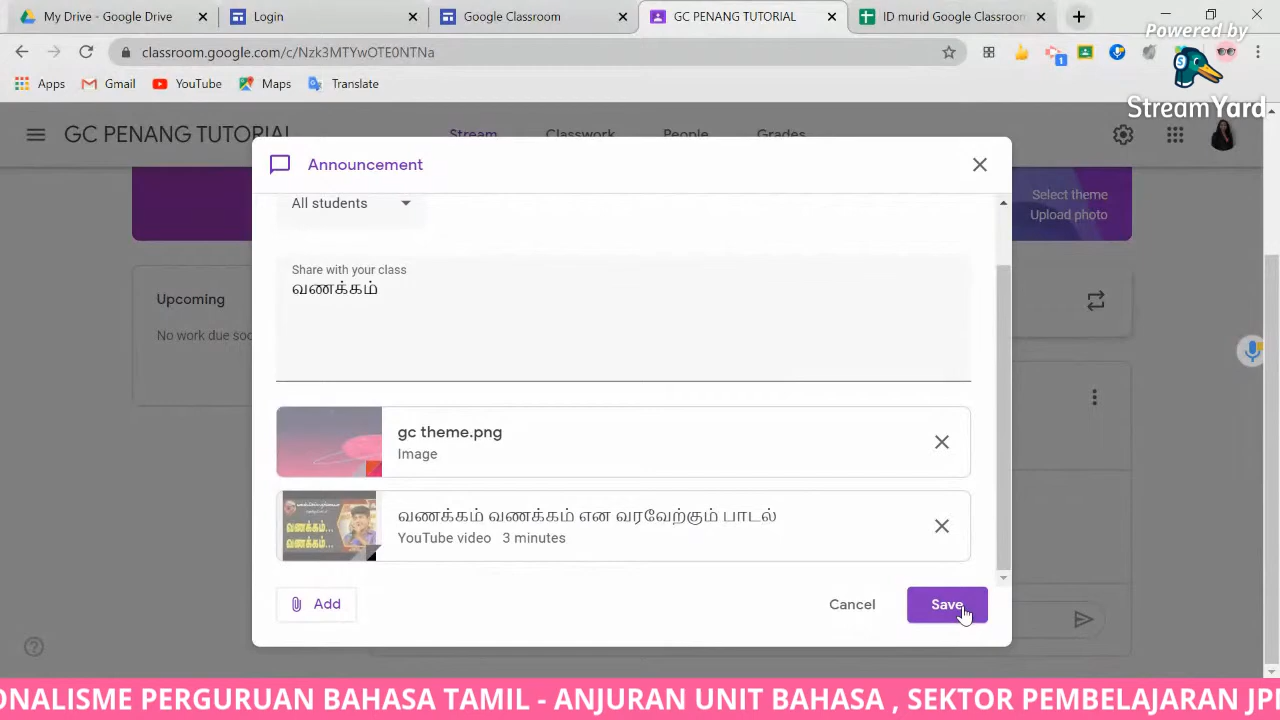 My Drive - Google Drive
Login
Google Classroom
GC PENANG TUTORIAL
ID murid Google Classroom
Powered by
classroom.google.com/c/Nzk3MTYwOTE0NTNa
1
Apps
Gmail
YouTube
Maps
Translate
StreamYard
GC PENANG TUTORIAL
Stream
Classwork
People
Grades
Announcement
Select theme
Upload photo
All students
Share with your class
வணக்கம்
Upcoming
No work due soo
gc theme.png
Image
வணக்கம் வணக்கம் என வரவேற்கும் பாடல்
YouTube video 3 minutes
Add
Cancel
Save
ONALISME PERGURUAN BAHASA TAMIL - ANJURAN UNIT BAHASA , SEKTOR PEMBELAJARAN JP